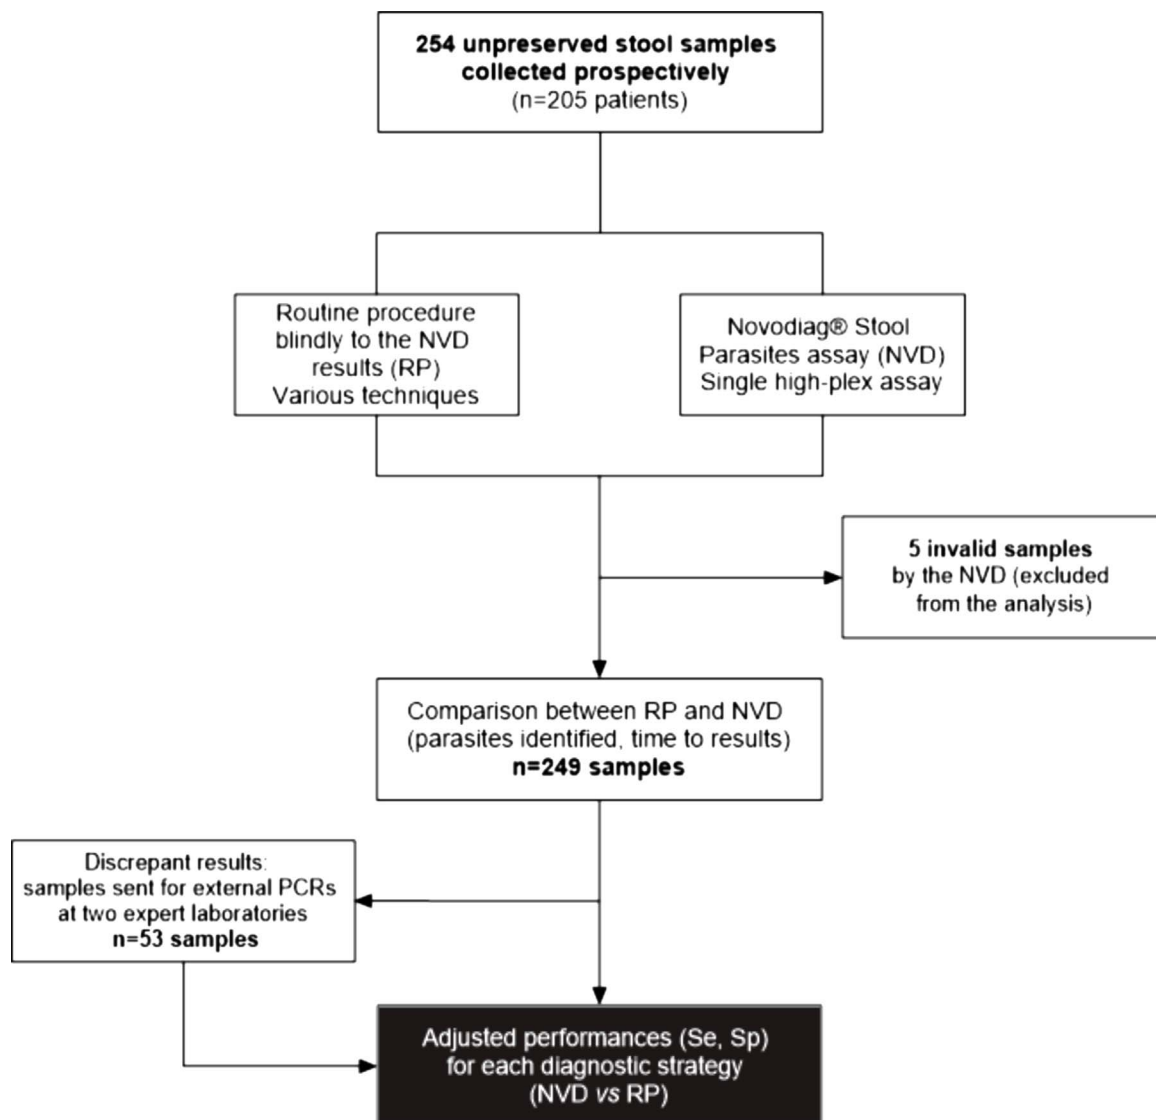 254 unpreserved stool samples
collected prospectively
(n=205 patients)
Routine procedure
blindly to the NVD
results (RP)
Various techniques
Novodiag® Stool
Parasites assay (NVD)
Single high-plex assay
5 invalid samples
by the NVD (excluded
from the analysis)
Comparison between RP and NVD
(parasites identified, time to results)
n=249 samples
Discrepant results:
samples sent for external PCRs
at two expert laboratories
n=53 samples
Adjusted performances (Se, Sp)
for each diagnostic strategy
(NVD vs RP)